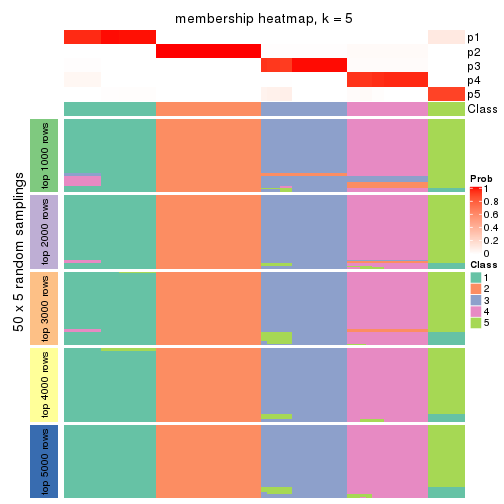 membership heatmap, k = 5
p1
p2
p3
p4
p5
Class
50 x 5 random samplings
top 1000 rows
top 2000 rows
top 3000 rows
top 4000 rows
top 5000 rows
Prob
1
0.8
0.6
0.4
0.2
0
Class
1
2
3
4
5